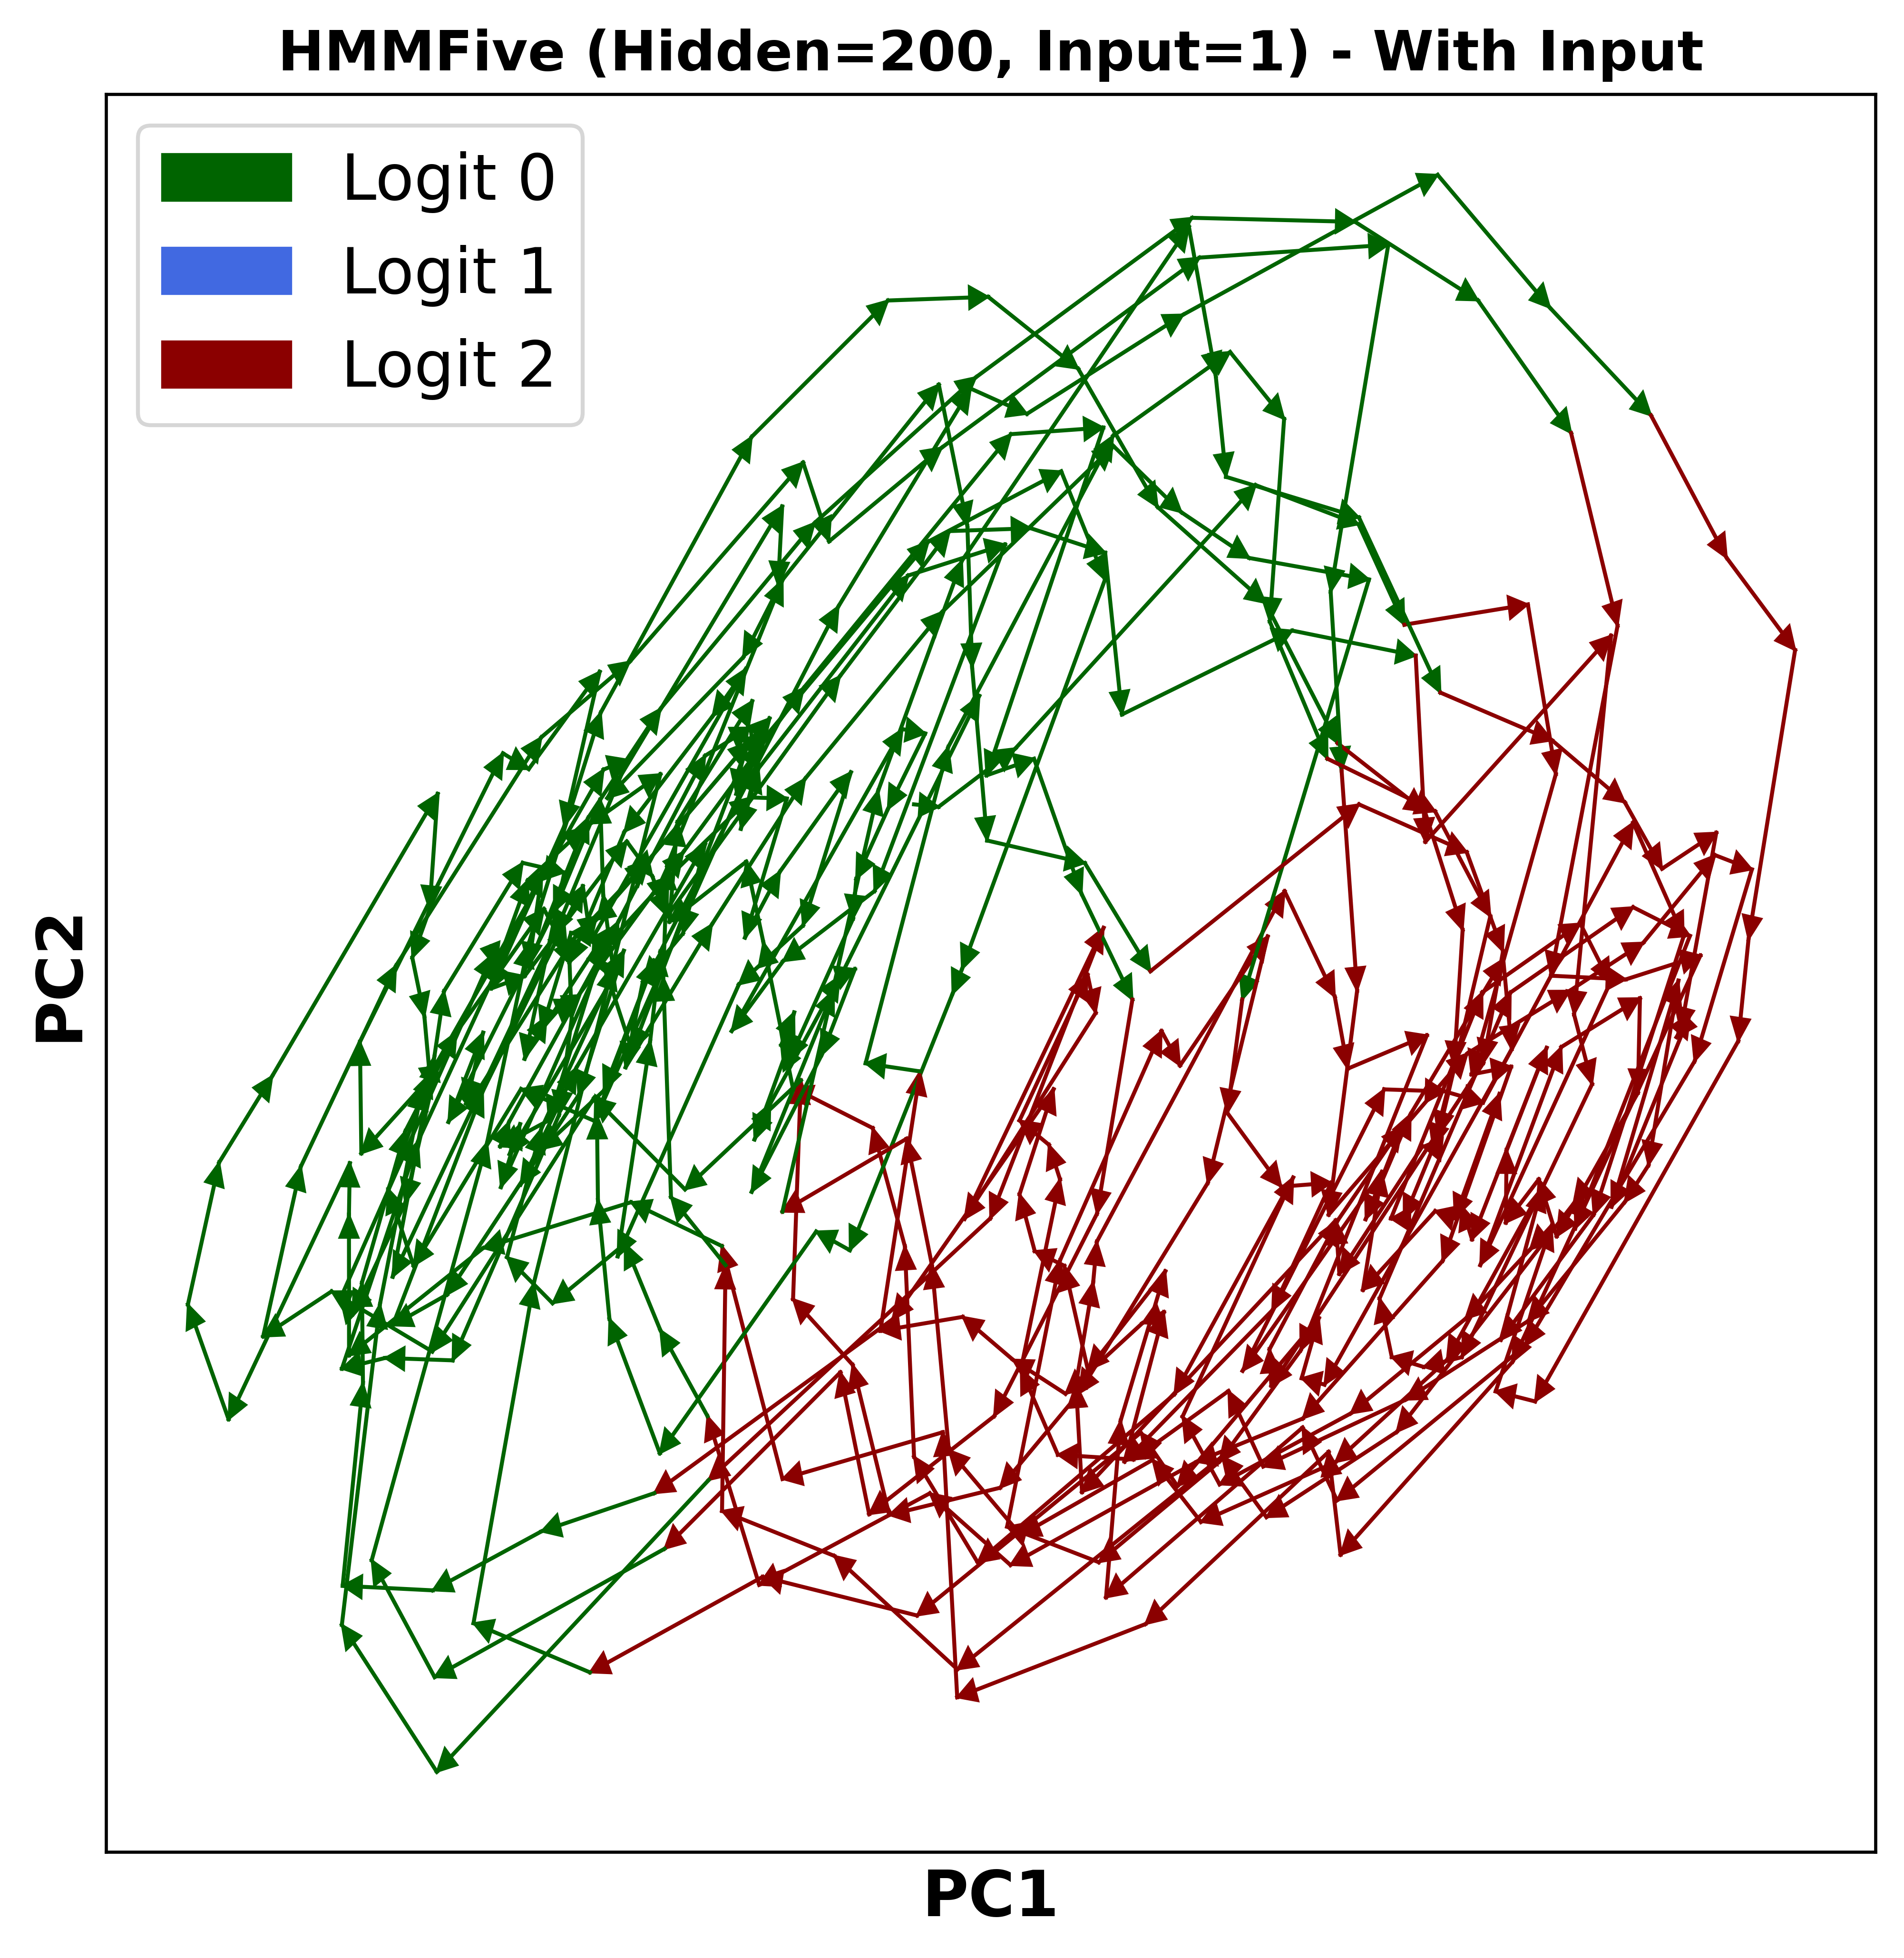 HMMFive (Hidden=200, Input=1) - With Input
Logit 0
Logit 1
Logit 2
PC2
PC1